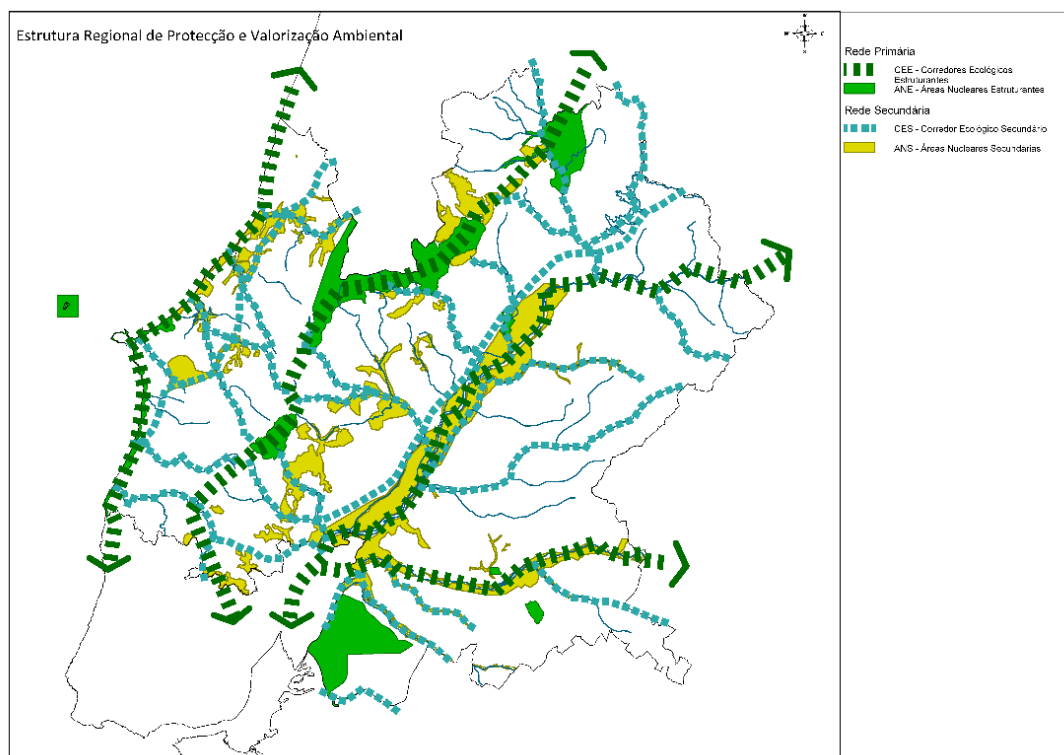 Estrutura Regional de Protecção e Valorização Ambiental
N
W
E
S
Rede Primária
CEE - Corredores Ecológicos
Estruturantes
ANE - Áreas Nucleares Estruturantes
Rede Secundária
CES - Corredor Ecológico Secundário
ANS - Áreas Nucleares Secundárias